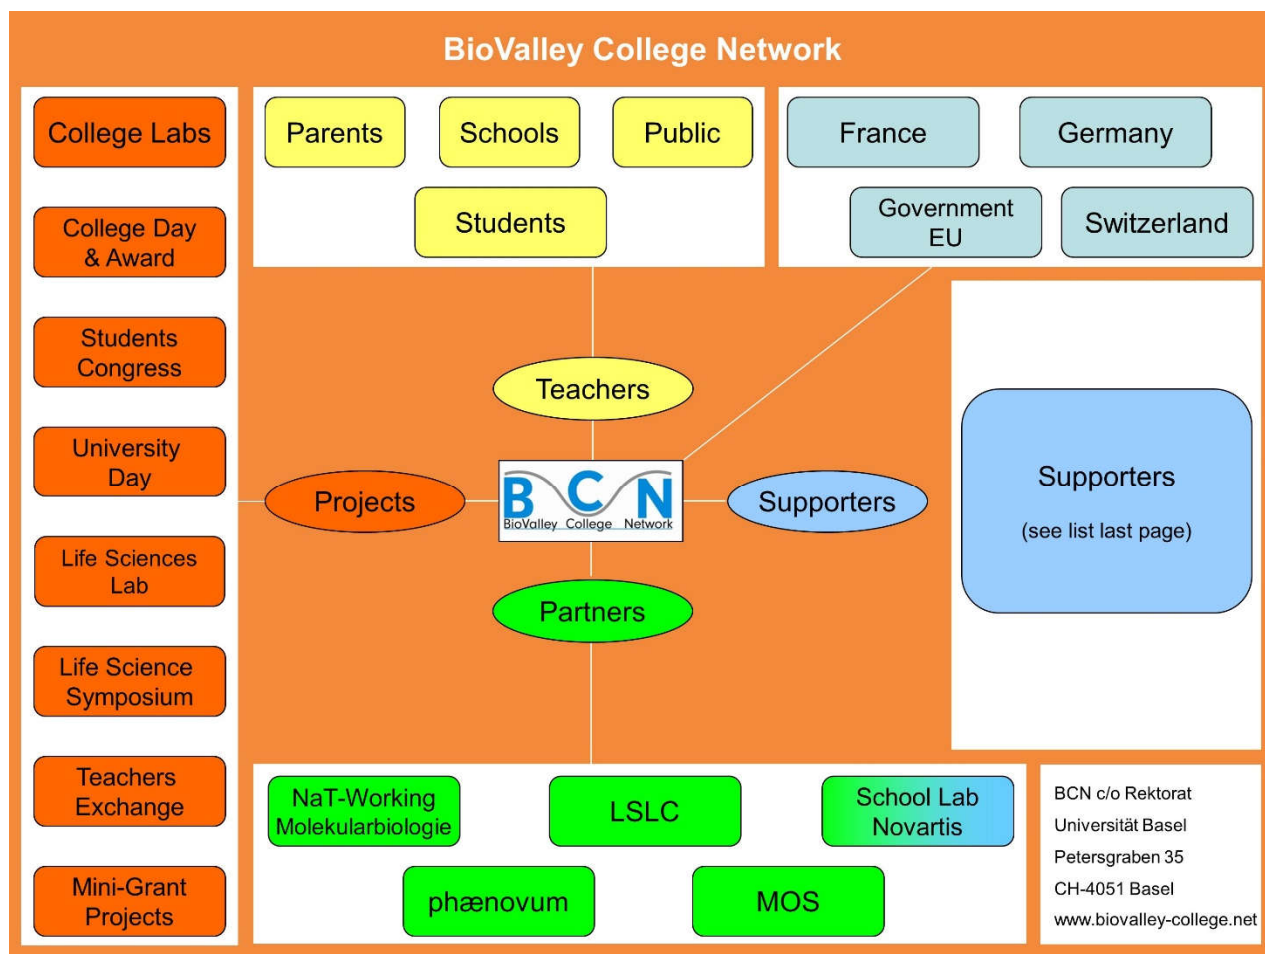 BioValley College Network
College Labs
College Day
& Award
Students
Congress
University
Day
Life Sciences
Lab
Life Science
Symposium
Teachers
Exchange
Mini-Grant
Projects
Parents
Schools
Public
Students
France
Germany
Government
EU
Switzerland
Teachers
Projects
BCN
BioValley College Network
Supporters
Partners
Supporters
(see list last page)
NaT-Working
Molekularbiologie
LSLC
School Lab
Novartis
phænovum
MOS
BCN c/o Rektorat
Universität Basel
Petersgraben 35
CH-4051 Basel
www.biovalley-college.net